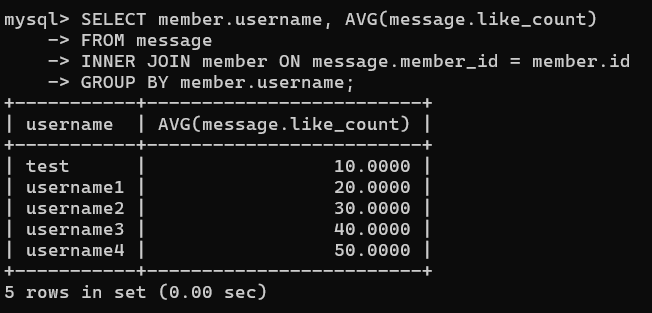 mysql> SELECT member.username, AVG(message.like_count)
    -> FROM message
    -> INNER JOIN member ON message.member_id = member.id
    -> GROUP BY member.username;
+-----------+-------------------------+
| username  | AVG(message.like_count) |
+-----------+-------------------------+
| test      |                 10.0000 |
| username1 |                 20.0000 |
| username2 |                 30.0000 |
| username3 |                 40.0000 |
| username4 |                 50.0000 |
+-----------+-------------------------+
5 rows in set (0.00 sec)